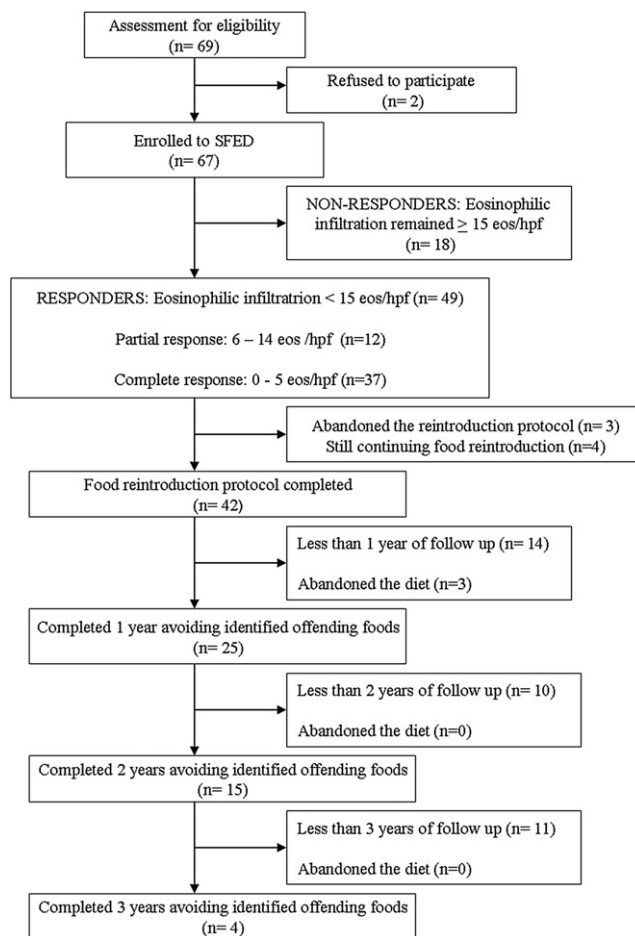 Assessment for eligibility
(n= 69)
Refused to participate
(n= 2)
Enrolled to SFED
(n= 67)
NON-RESPONDERS: Eosinophilic
infiltration remained ≥ 15 eos/hpf
(n= 18)
RESPONDERS: Eosinophilic infiltratrion < 15 eos/hpf (n= 49)
Partial response: 6 – 14 eos /hpf (n=12)
Complete response: 0 - 5 eos/hpf (n=37)
Abandoned the reintroduction protocol (n= 3)
Still continuing food reintroduction (n=4)
Food reintroduction protocol completed
(n= 42)
Less than 1 year of follow up (n= 14)
Abandoned the diet (n=3)
Completed 1 year avoiding identified offending foods
(n= 25)
Less than 2 years of follow up (n= 10)
Abandoned the diet (n=0)
Completed 2 years avoiding identified offending foods
(n= 15)
Less than 3 years of follow up (n= 11)
Abandoned the diet (n=0)
Completed 3 years avoiding identified offending foods
(n= 4)